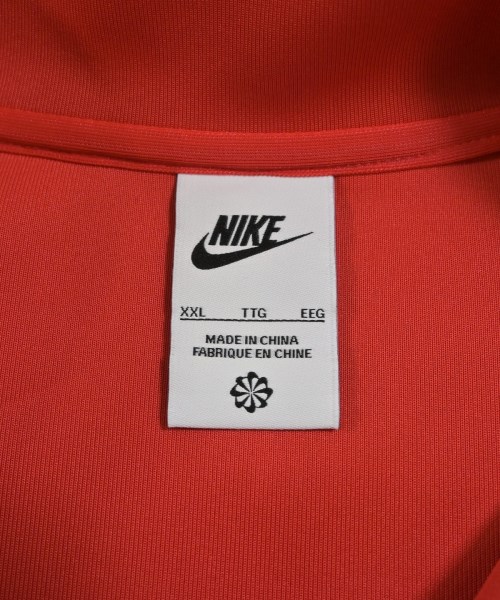 NIKE
XXL TTG EEG
MADE IN CHINA
FABRIQUE EN CHINE